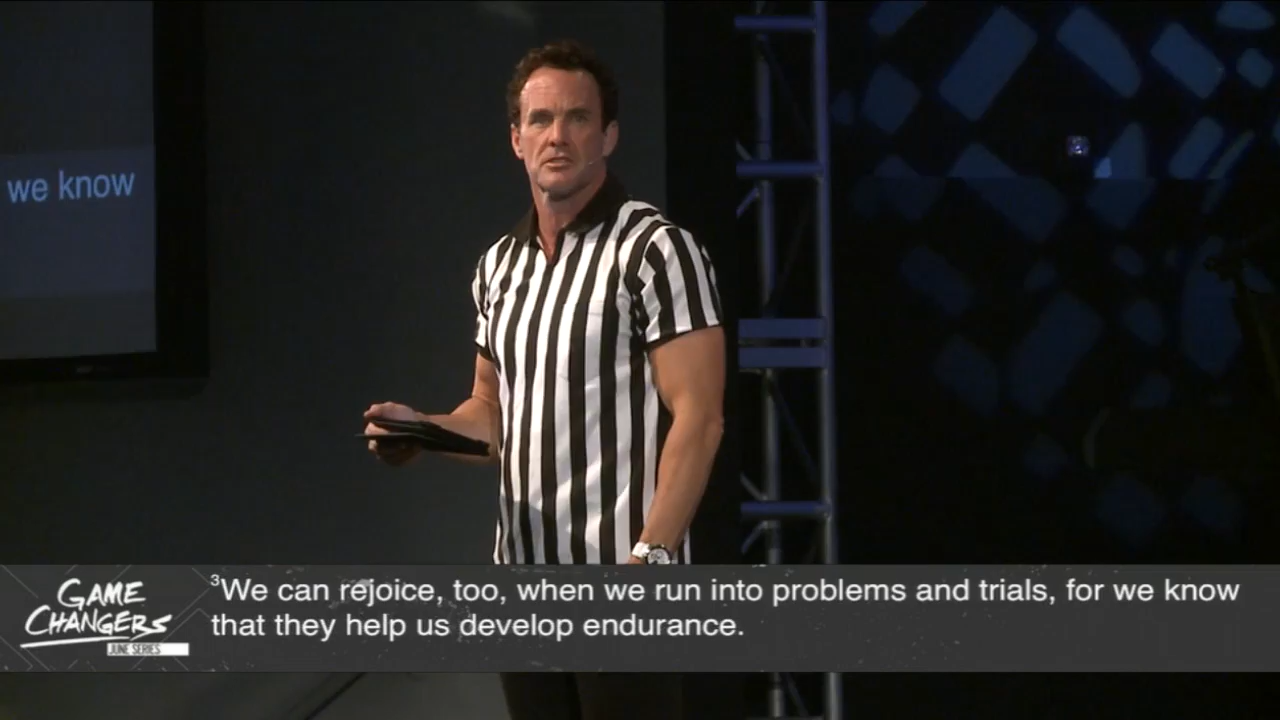 we know
GAME
CHANGERS
JUNE SERIES
³We can rejoice, too, when we run into problems and trials, for we know
that they help us develop endurance.